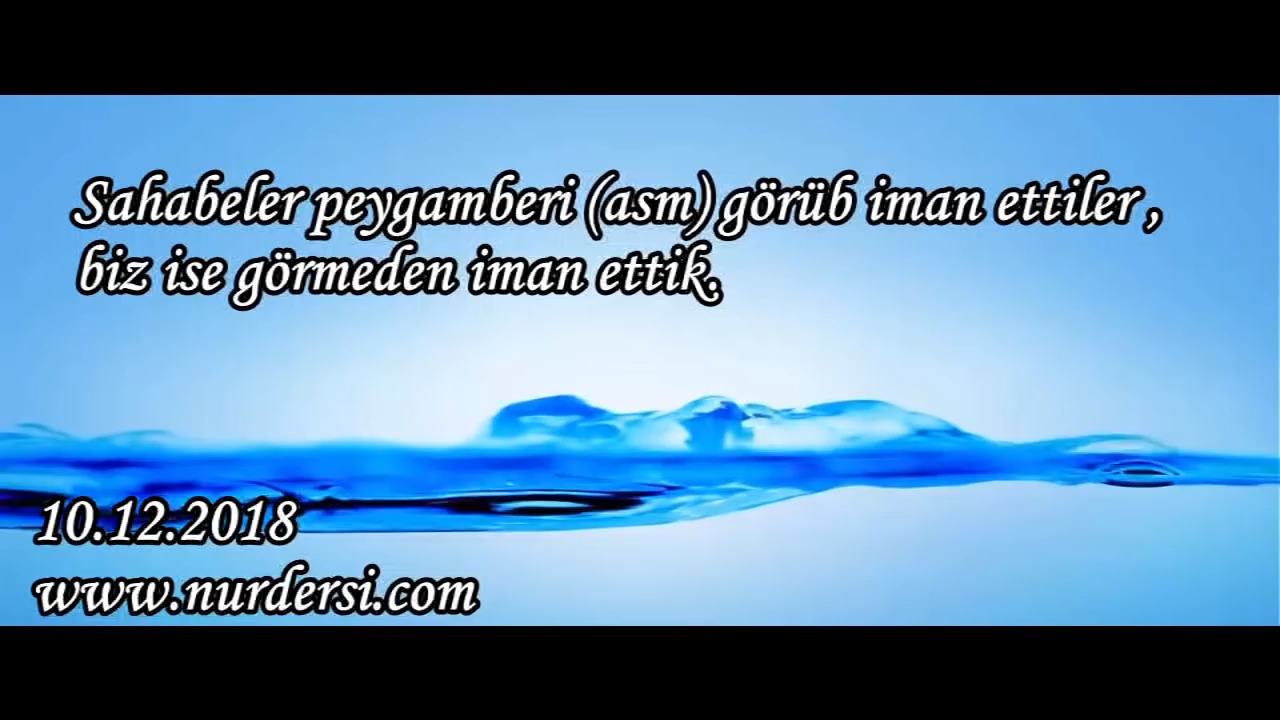 Sahabeler peygamberi (asm) görüb iman ettiler ,
biz ise görmeden iman ettik.
10.12.2018
www.nurdersi.com